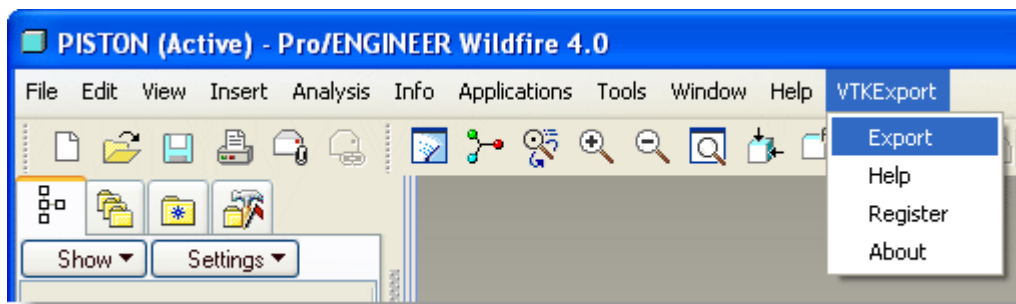 PISTON (Active) - Pro/ENGINEER Wildfire 4.0
File Edit View Insert Analysis Info Applications Tools Window Help VTKExport
Export
Help
Register
About
Show Settings